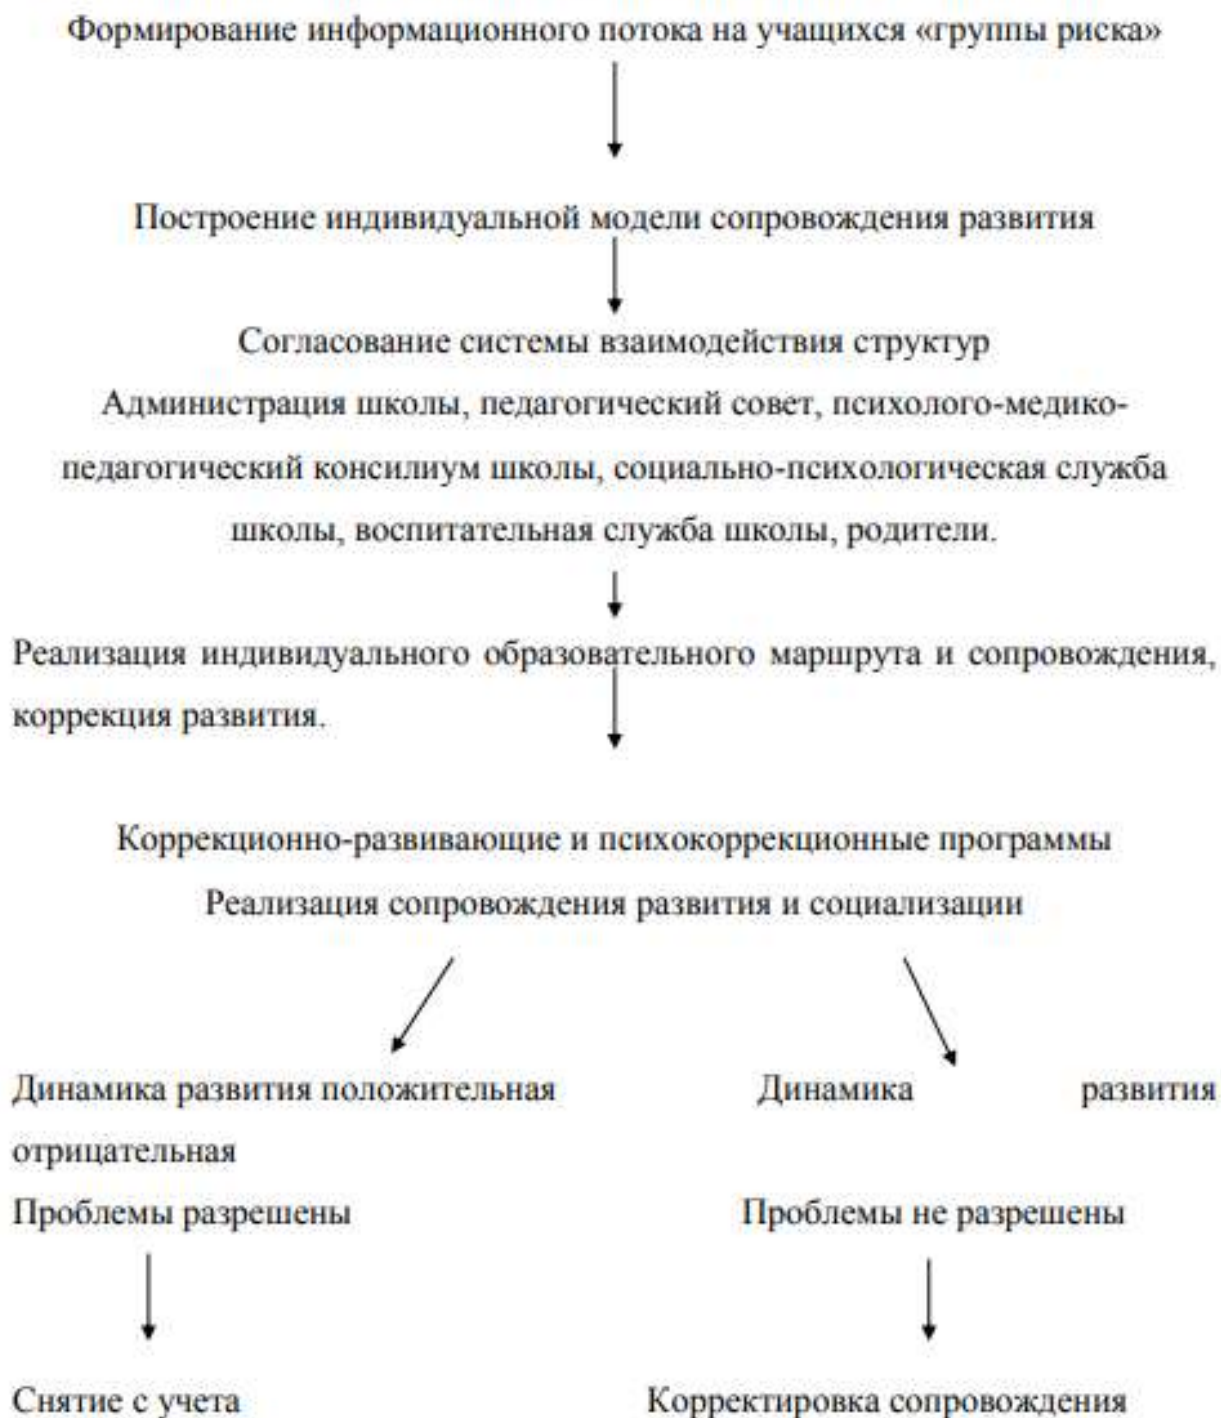 Формирование информационного потока на учащихся «группы риска»
Построение индивидуальной модели сопровождения развития
Согласование системы взаимодействия структур
Администрация школы, педагогический совет, психолого-медико-
педагогический консилиум школы, социально-психологическая служба
школы, воспитательная служба школы, родители.
Реализация индивидуального образовательного маршрута и сопровождения,
коррекция развития.
Коррекционно-развивающие и психокоррекционные программы
Реализация сопровождения развития и социализации
Динамика развития положительная Динамика развития
отрицательная
Проблемы разрешены Проблемы не разрешены
Снятие с учета Корректировка сопровождения